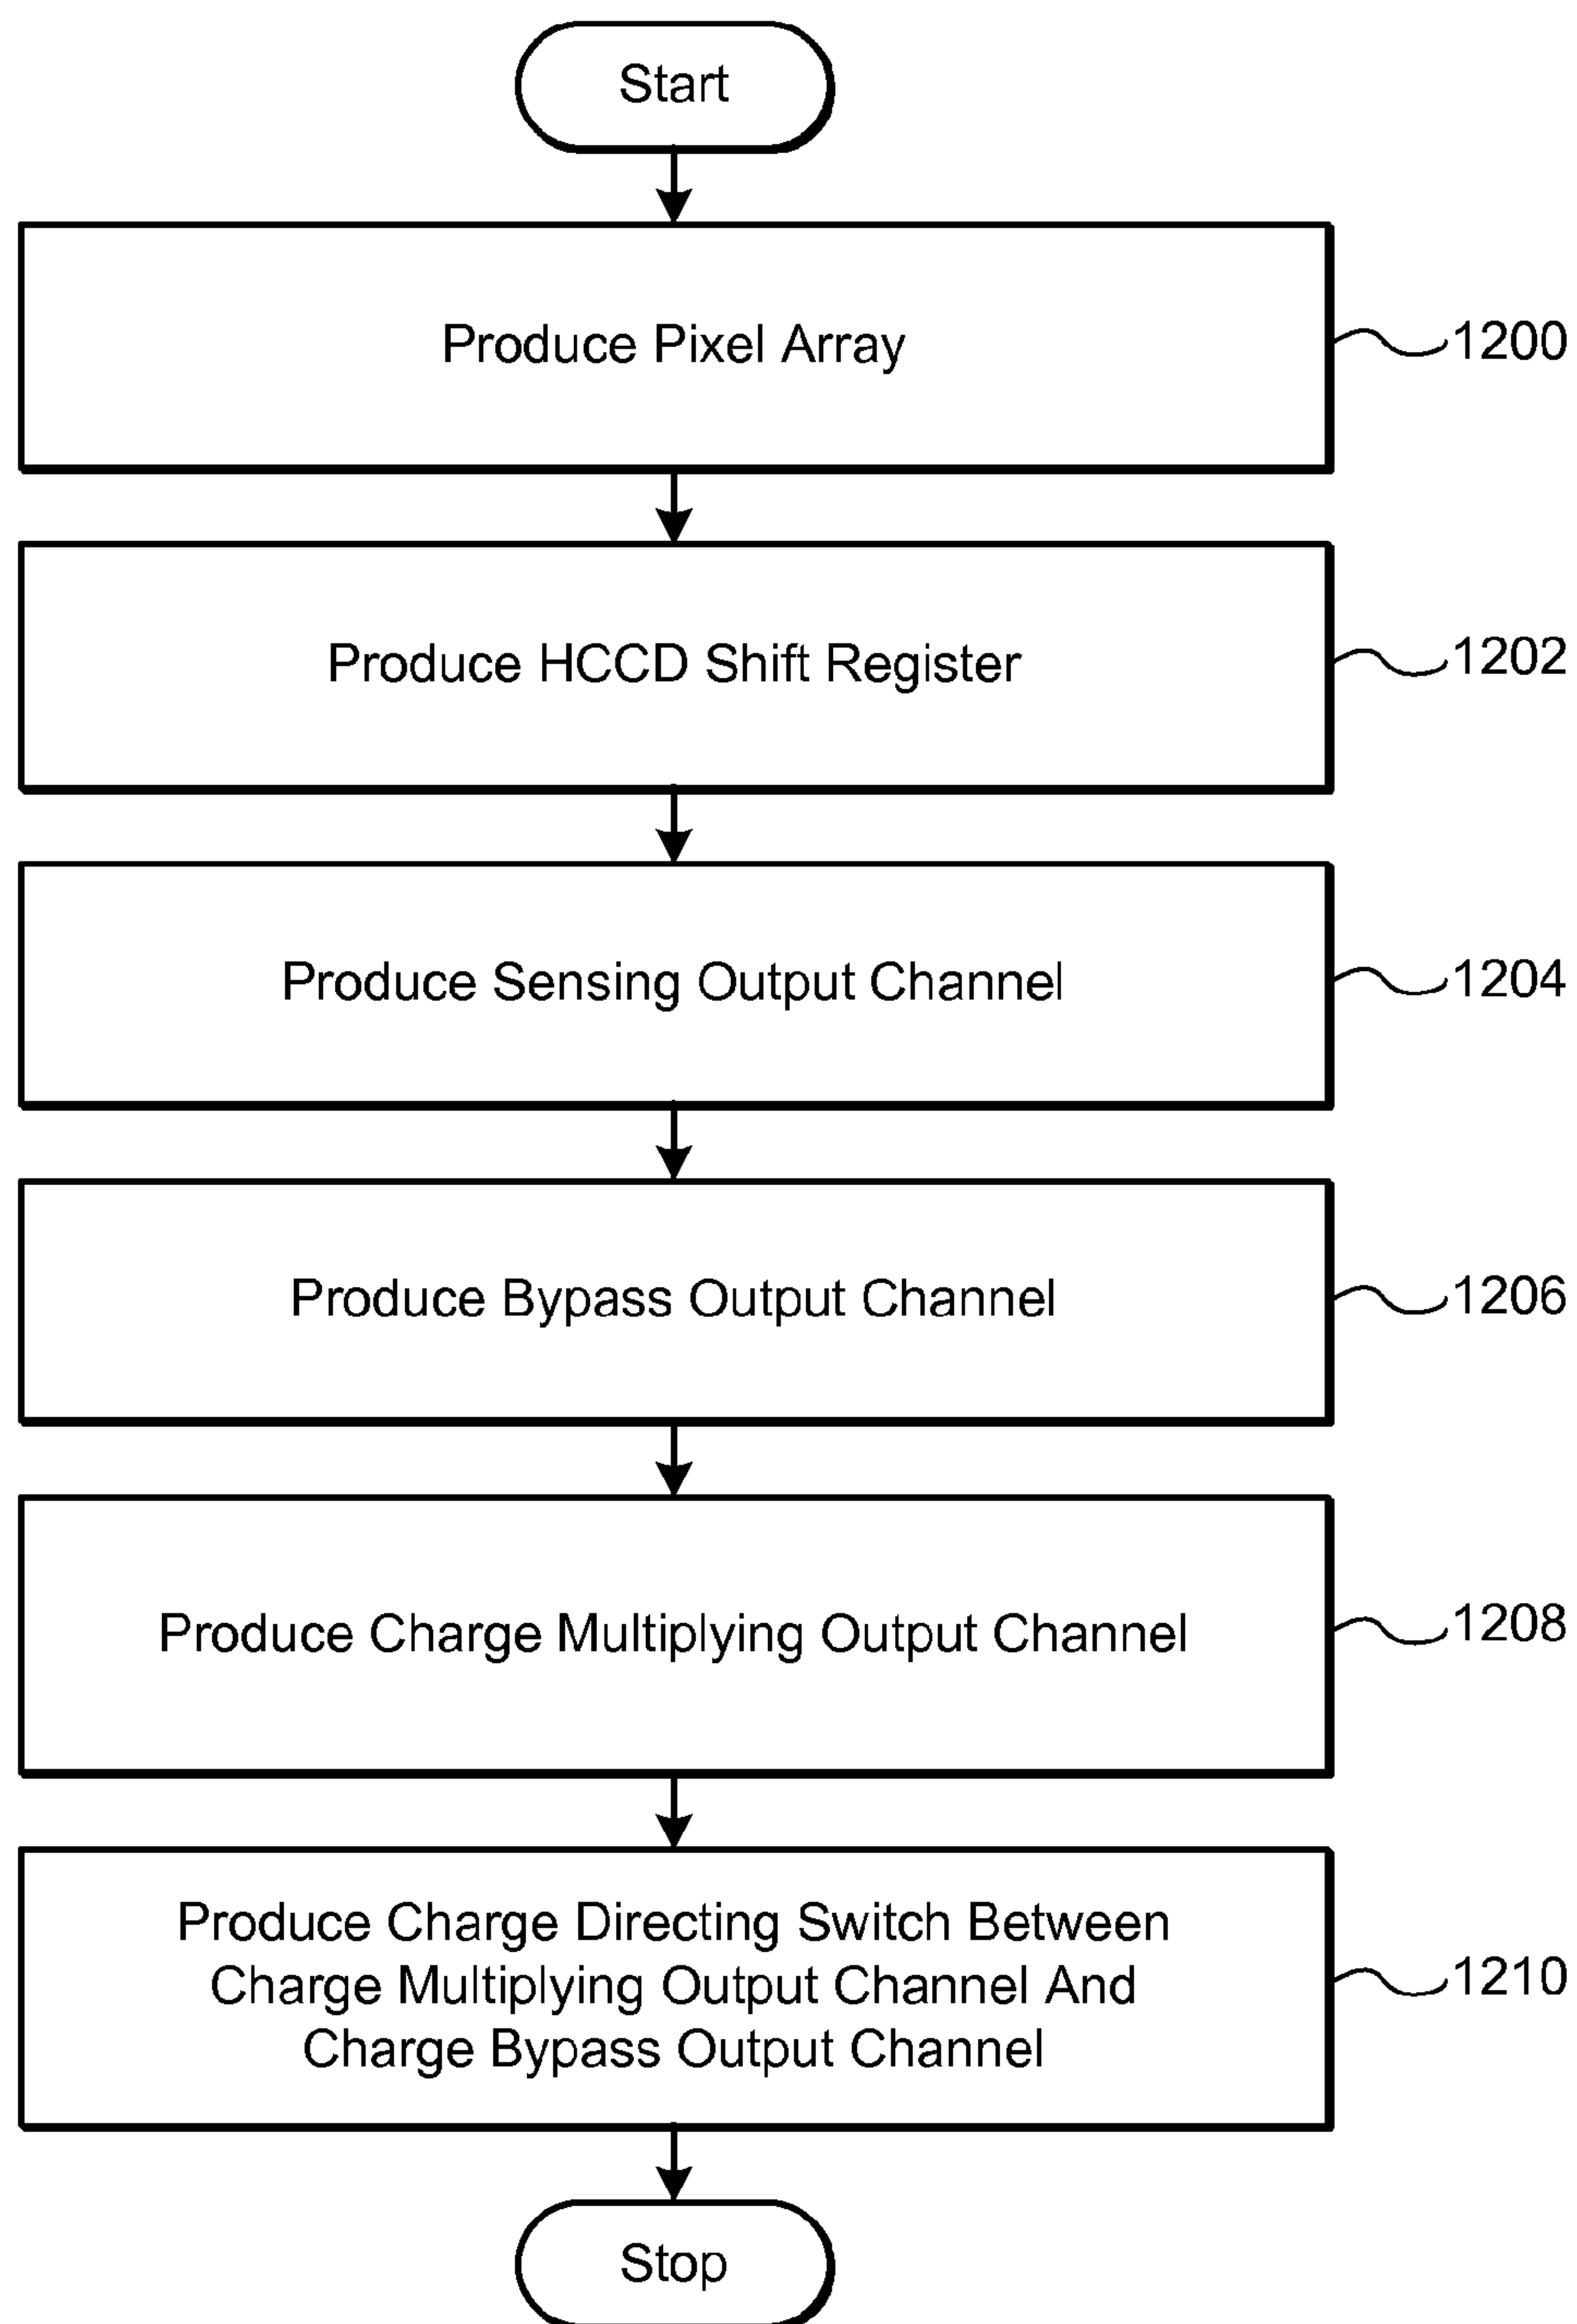 Start
Produce Pixel Array
1200
Produce HCCD Shift Register
1202
Produce Sensing Output Channel
1204
Produce Bypass Output Channel
1206
Produce Charge Multiplying Output Channel
1208
Produce Charge Directing Switch Between
Charge Multiplying Output Channel And
Charge Bypass Output Channel
1210
Stop